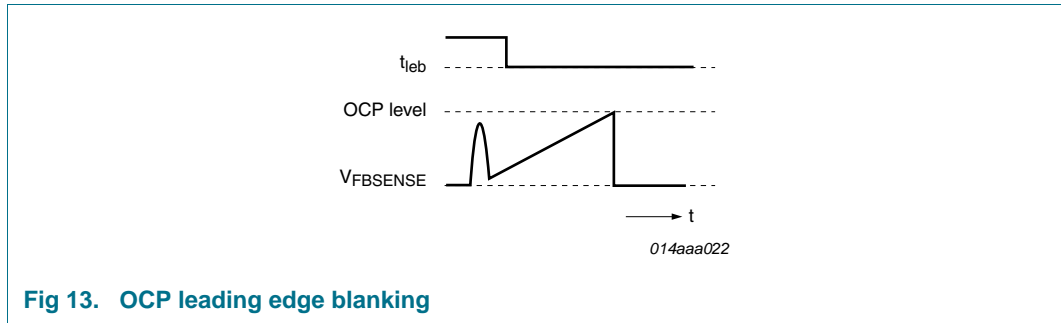 tleb
OCP level
VFBSENSE
t
014aaa022
Fig 13. OCP leading edge blanking